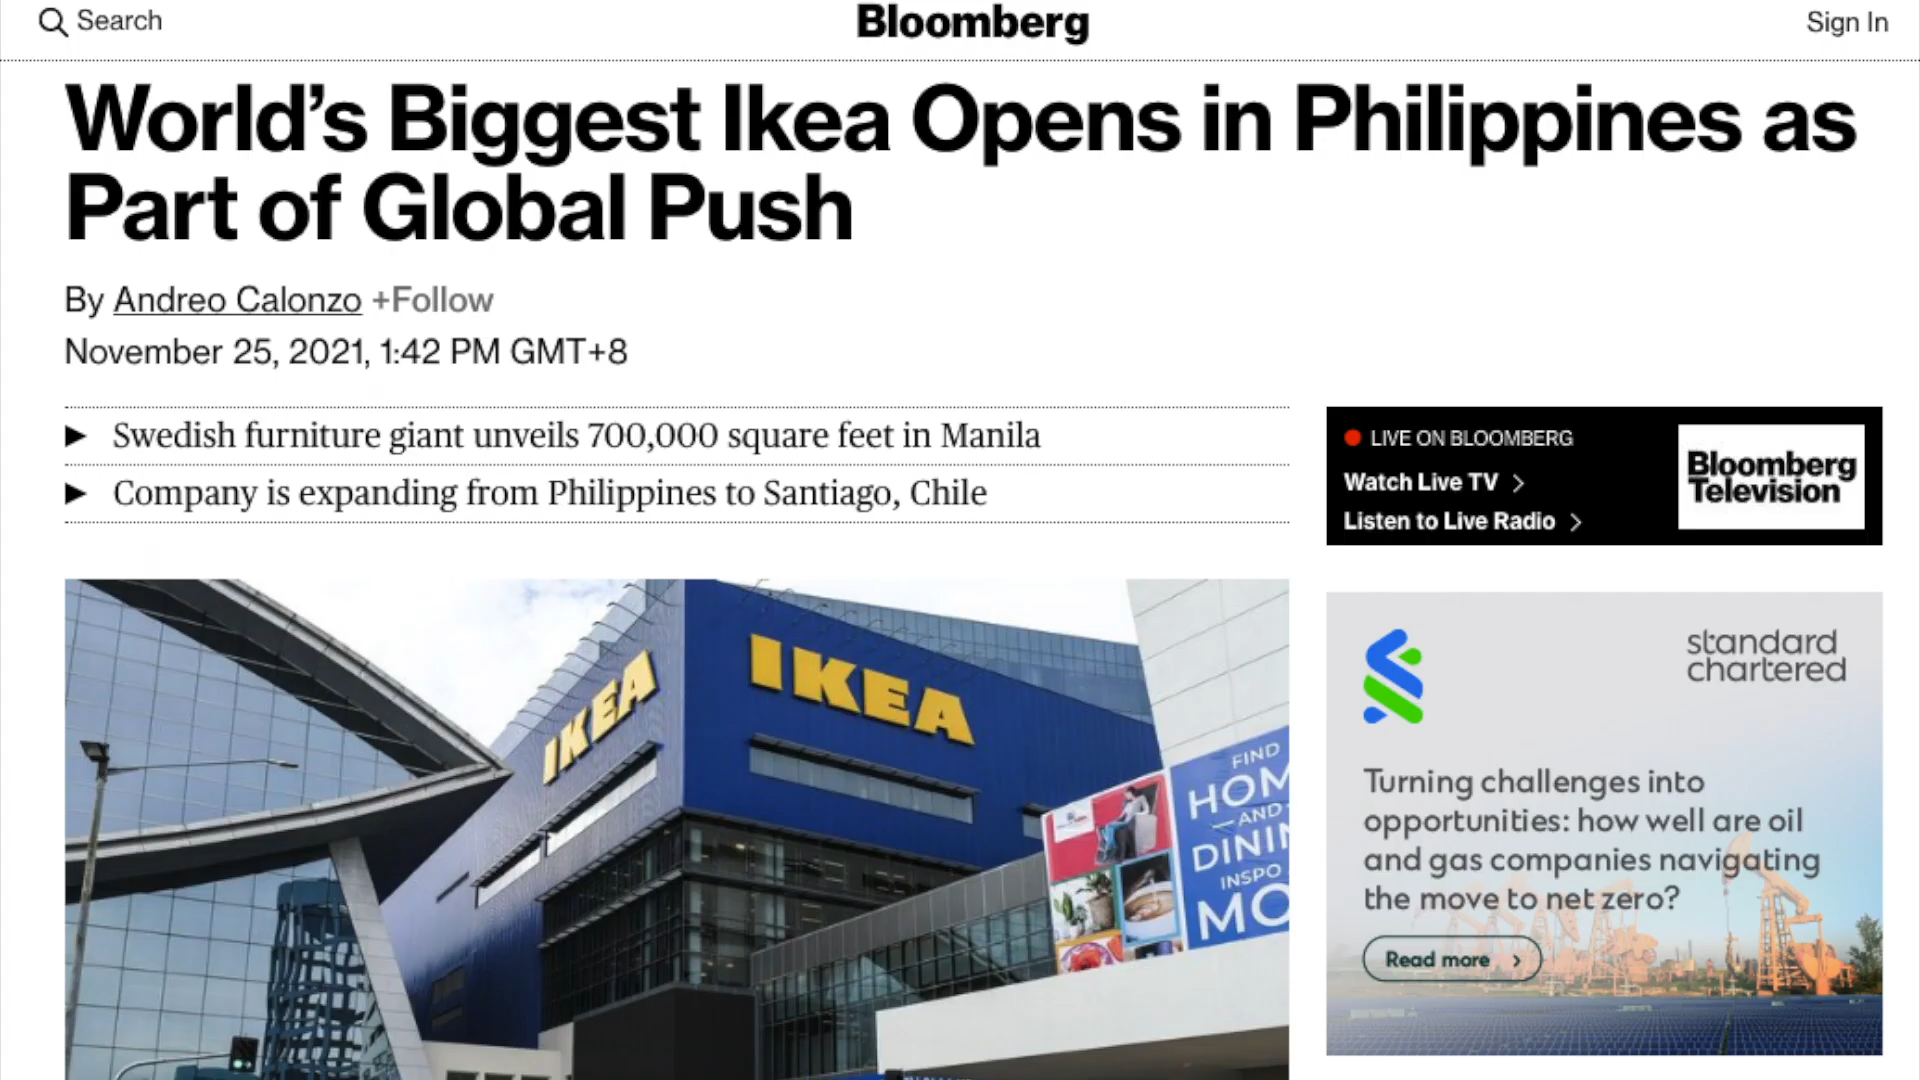 Search
Bloomberg
Sign In
World's Biggest Ikea Opens in Philippines as
Part of Global Push
By Andreo Calonzo +Follow
November 25, 2021, 1:42 PM GMT+8
Swedish furniture giant unveils 700,000 square feet in Manila
Company is expanding from Philippines to Santiago, Chile
LIVE ON BLOOMBERG
Watch Live TV
Listen to Live Radio
Bloomberg
Television
IKEA
IKEA
FIND
HOM
AND
DININ
INSPO
MO
standard
chartered
Turning challenges into
opportunities: how well are oil
and gas companies navigating
the move to net zero?
Read more